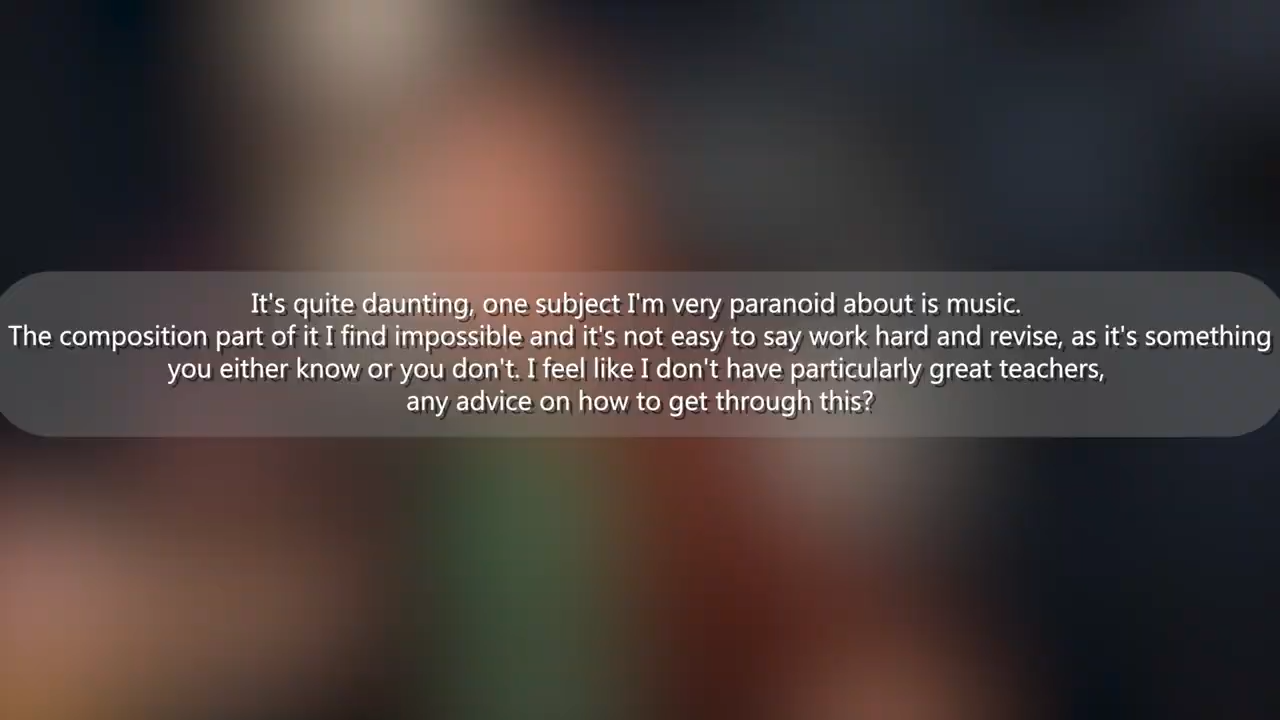 It's quite daunting, one subject I'm very paranoid about is music.
The composition part of it I find impossible and it's not easy to say work hard and revise, as it's something
you either know or you don't. I feel like I don't have particularly great teachers,
any advice on how to get through this?